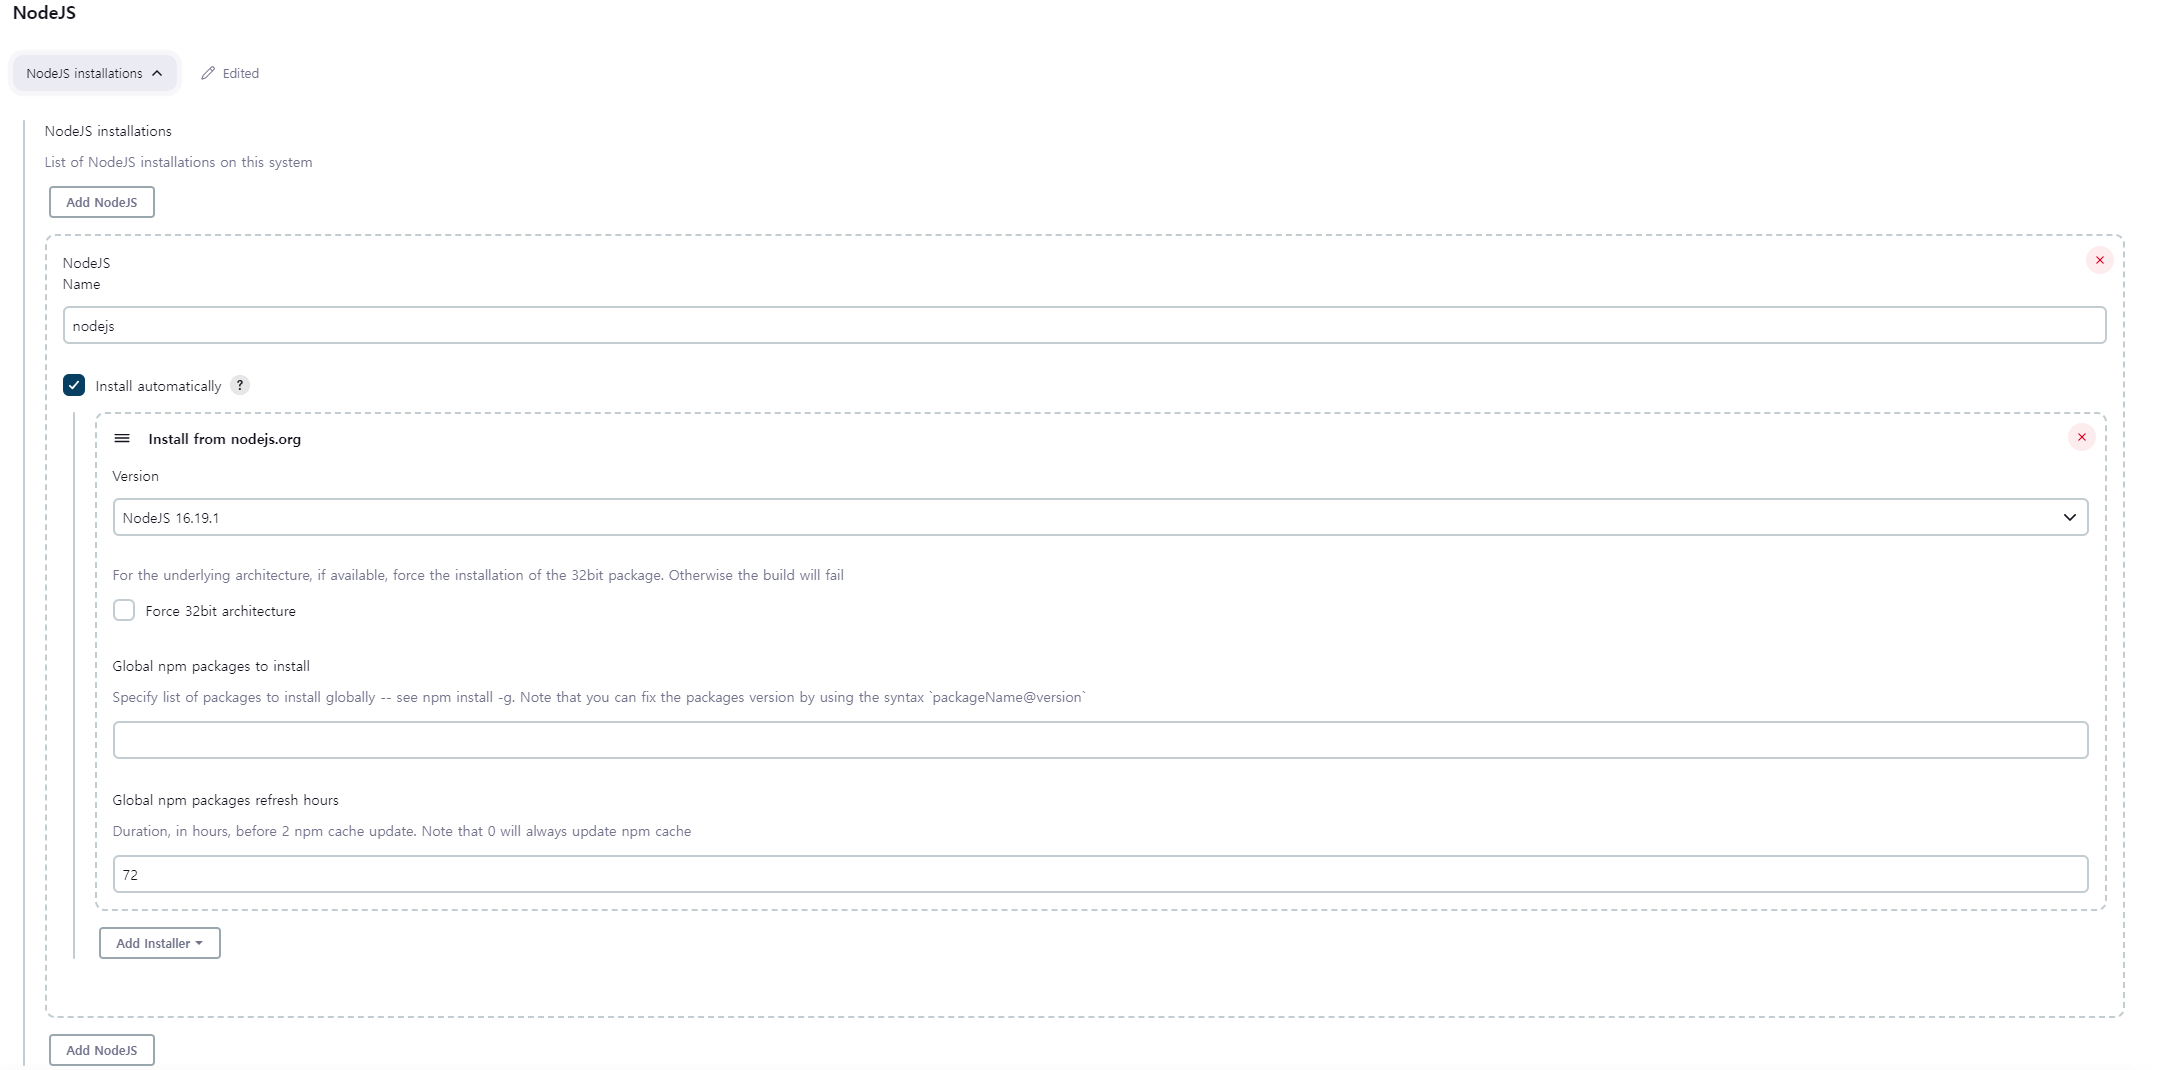 NodeJS
NodeJS installations
Edited
NodeJS installations
List of NodeJS installations on this system
Add NodeJS
NodeJS
Name
nodejs
Install automatically ?
Install from nodejs.org
Version
NodeJS 16.19.1
For the underlying architecture, if available, force the installation of the 32bit package. Otherwise the build will fail
Force 32bit architecture
Global npm packages to install
Specify list of packages to install globally -- see npm install -g. Note that you can fix the packages version by using the syntax `packageName@version`
Global npm packages refresh hours
Duration, in hours, before 2 npm cache update. Note that 0 will always update npm cache
72
Add Installer
Add NodeJS